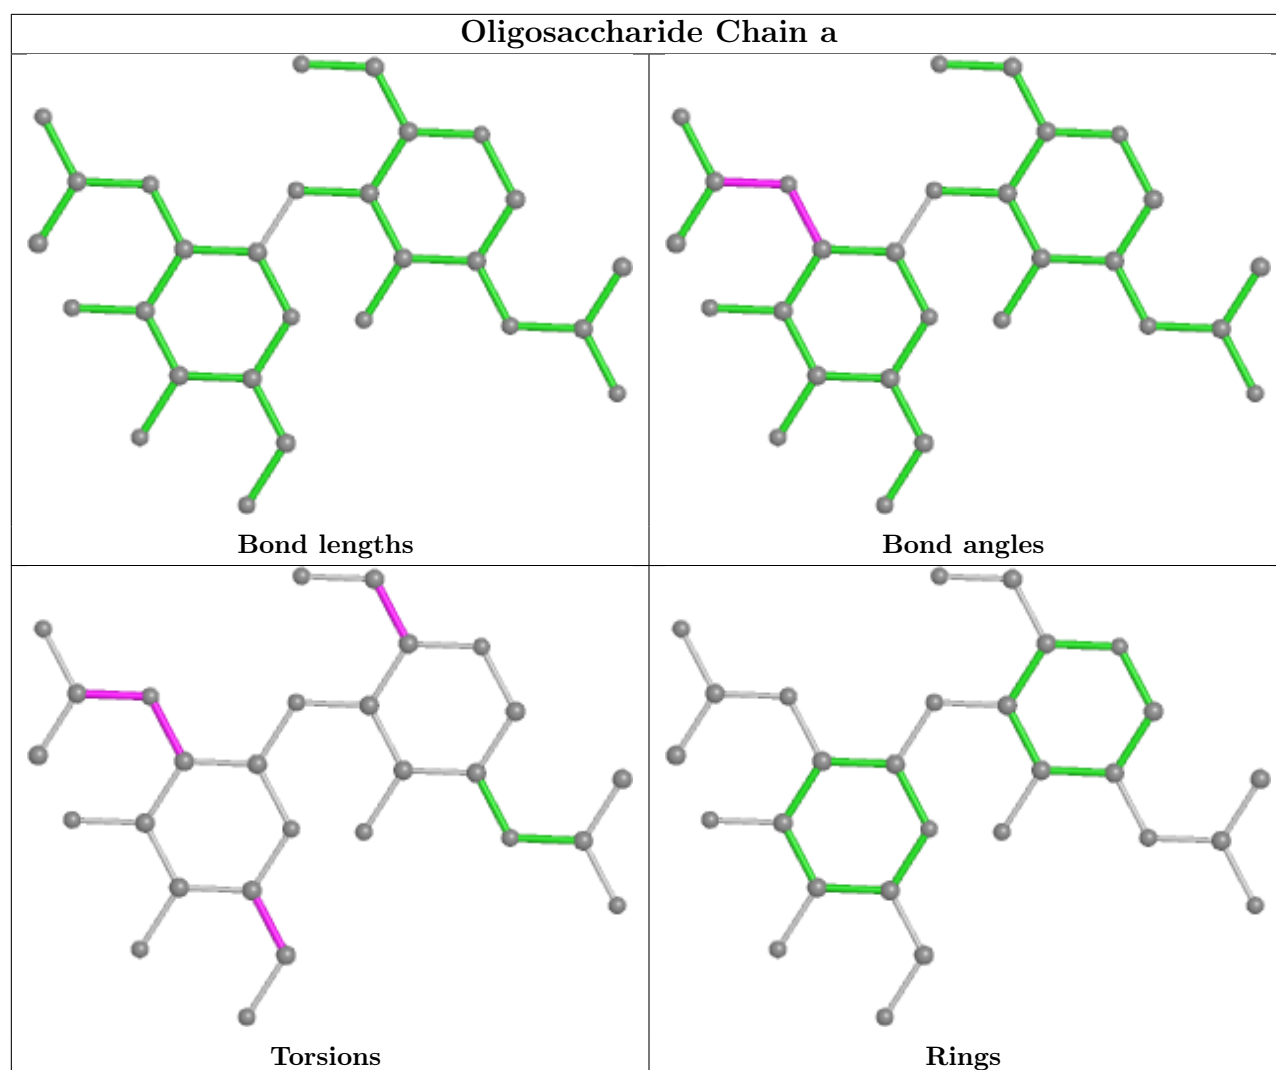 Oligosaccharide Chain a
Bond lengths
Bond angles
Torsions
Rings